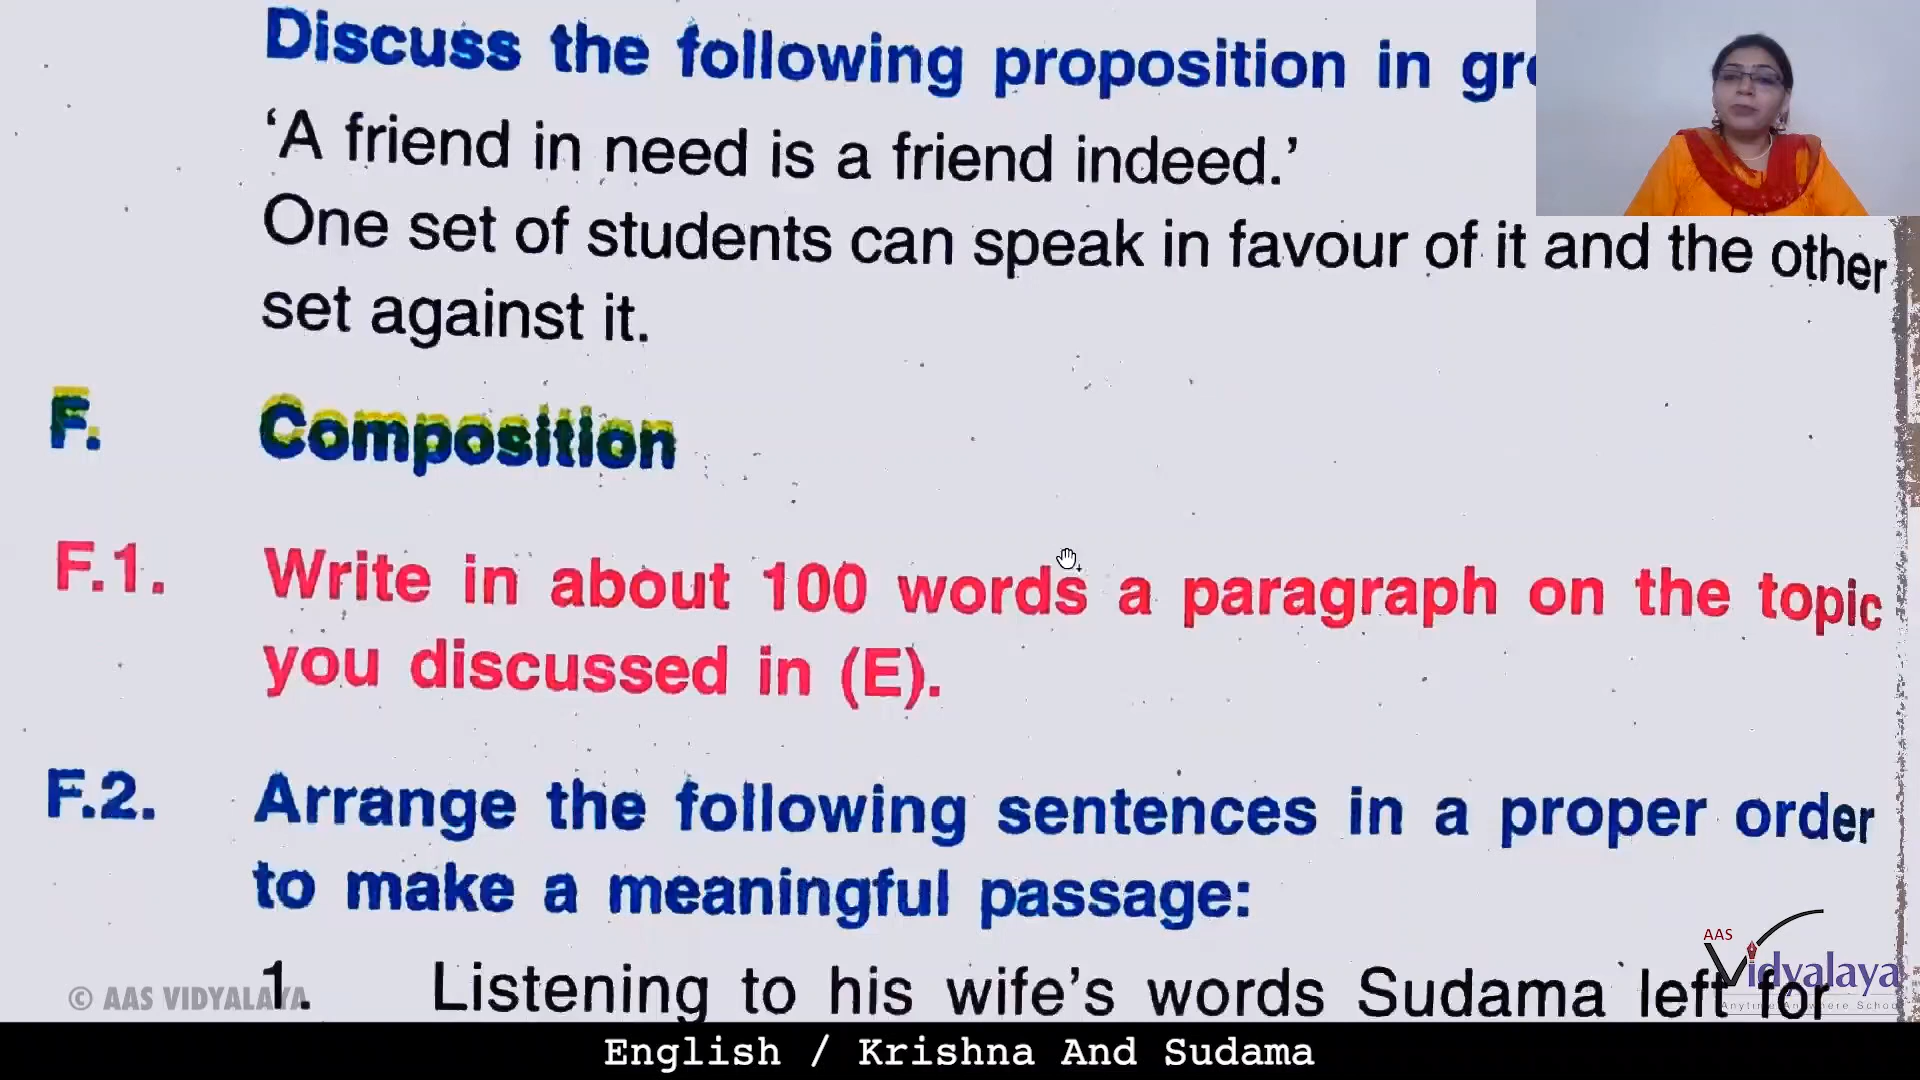 Discuss the following proposition in
'A friend in need is a friend indeed.'
One set of students can speak in favour of it and the other
set against it.
F. Composition
F.1. Write in about 100 words a paragraph on the topic
you discussed in (E).
F.2. Arrange the following sentences in a proper order
to make a meaningful passage:
1. Listening to his wife's words Sudama left for
© AAS VIDYALAYA
AAS
Vidyalaya
Anytime Anywhere School
English / Krishna And Sudama